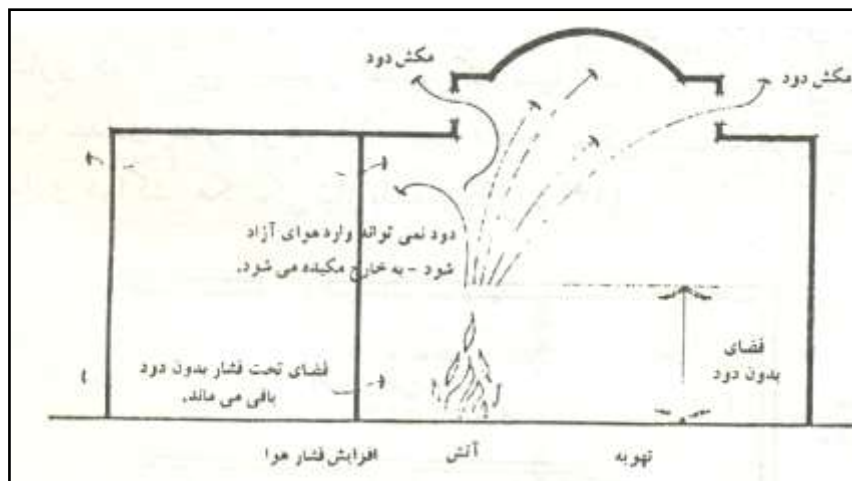 مکش دود
مکش دود
دود نمی تواند وارد هوای آزاد
شود - به خارج مکیده می شود.
فضای
بدون دود
فضای تحت فشار بدون دود
باقی می ماند.
تهویه
آتش
افزایش فشار هوا